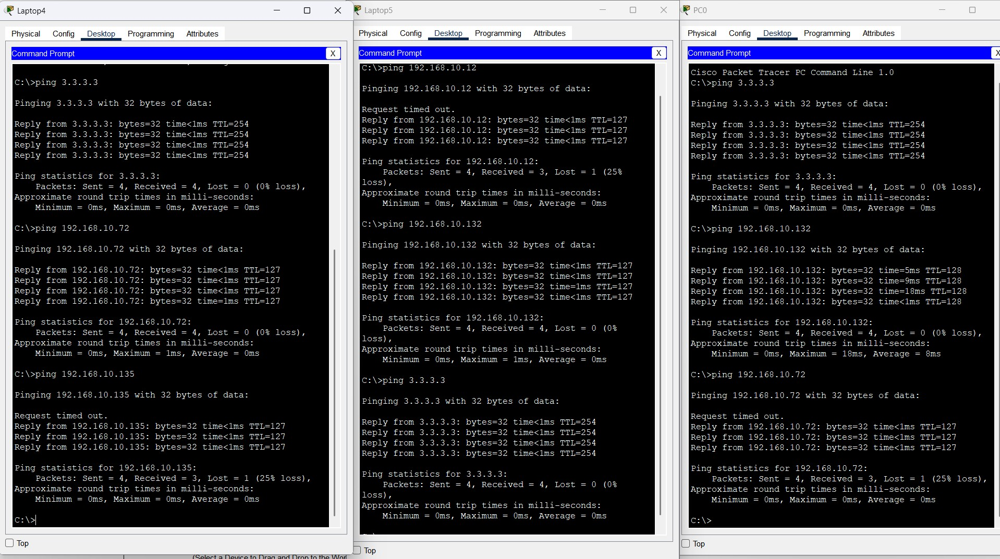 Laptop4
Physical Config Desktop Programming Attributes
Command Prompt X
C:\>ping 3.3.3.3
Pinging 3.3.3.3 with 32 bytes of data:
Reply from 3.3.3.3: bytes=32 time<1ms TTL=254
Reply from 3.3.3.3: bytes=32 time<1ms TTL=254
Reply from 3.3.3.3: bytes=32 time<1ms TTL=254
Reply from 3.3.3.3: bytes=32 time<1ms TTL=254
Ping statistics for 3.3.3.3:
Packets: Sent = 4, Received = 4, Lost = 0 (0% loss),
Approximate round trip times in milli-seconds:
Minimum = 0ms, Maximum = 0ms, Average = 0ms
C:\>ping 192.168.10.72
Pinging 192.168.10.72 with 32 bytes of data:
Reply from 192.168.10.72: bytes=32 time<1ms TTL=127
Reply from 192.168.10.72: bytes=32 time<1ms TTL=127
Reply from 192.168.10.72: bytes=32 time<1ms TTL=127
Reply from 192.168.10.72: bytes=32 time=1ms TTL=127
Ping statistics for 192.168.10.72:
Packets: Sent = 4, Received = 4, Lost = 0 (0% loss),
Approximate round trip times in milli-seconds:
Minimum = 0ms, Maximum = 1ms, Average = 0ms
C:\>ping 192.168.10.135
Pinging 192.168.10.135 with 32 bytes of data:
Request timed out.
Reply from 192.168.10.135: bytes=32 time<1ms TTL=127
Reply from 192.168.10.135: bytes=32 time<1ms TTL=127
Reply from 192.168.10.135: bytes=32 time<1ms TTL=127
Ping statistics for 192.168.10.135:
Packets: Sent = 4, Received = 3, Lost = 1 (25% loss),
Approximate round trip times in milli-seconds:
Minimum = 0ms, Maximum = 0ms, Average = 0ms
C:\>
Top
(Select a Device to Drag and Drop to the Wor
Laptop5
Physical Config Desktop Programming Attributes
Command Prompt X
C:\>ping 192.168.10.12
Pinging 192.168.10.12 with 32 bytes of data:
Request timed out.
Reply from 192.168.10.12: bytes=32 time<1ms TTL=127
Reply from 192.168.10.12: bytes=32 time<1ms TTL=127
Reply from 192.168.10.12: bytes=32 time<1ms TTL=127
Ping statistics for 192.168.10.12:
Packets: Sent = 4, Received = 3, Lost = 1 (25%
loss),
Approximate round trip times in milli-seconds:
Minimum = 0ms, Maximum = 0ms, Average = 0ms
C:\>ping 192.168.10.132
Pinging 192.168.10.132 with 32 bytes of data:
Reply from 192.168.10.132: bytes=32 time<1ms TTL=127
Reply from 192.168.10.132: bytes=32 time<1ms TTL=127
Reply from 192.168.10.132: bytes=32 time=1ms TTL=127
Reply from 192.168.10.132: bytes=32 time<1ms TTL=127
Ping statistics for 192.168.10.132:
Packets: Sent = 4, Received = 4, Lost = 0 (0%
loss),
Approximate round trip times in milli-seconds:
Minimum = 0ms, Maximum = 1ms, Average = 0ms
C:\>ping 3.3.3.3
Pinging 3.3.3.3 with 32 bytes of data:
Reply from 3.3.3.3: bytes=32 time<1ms TTL=254
Reply from 3.3.3.3: bytes=32 time<1ms TTL=254
Reply from 3.3.3.3: bytes=32 time<1ms TTL=254
Reply from 3.3.3.3: bytes=32 time<1ms TTL=254
Ping statistics for 3.3.3.3:
Packets: Sent = 4, Received = 4, Lost = 0 (0%
loss),
Approximate round trip times in milli-seconds:
Minimum = 0ms, Maximum = 0ms, Average = 0ms
Top
PC0
Physical Config Desktop Programming Attributes
Command Prompt X
Cisco Packet Tracer PC Command Line 1.0
C:\>ping 3.3.3.3
Pinging 3.3.3.3 with 32 bytes of data:
Reply from 3.3.3.3: bytes=32 time<1ms TTL=254
Reply from 3.3.3.3: bytes=32 time<1ms TTL=254
Reply from 3.3.3.3: bytes=32 time<1ms TTL=254
Reply from 3.3.3.3: bytes=32 time<1ms TTL=254
Ping statistics for 3.3.3.3:
Packets: Sent = 4, Received = 4, Lost = 0 (0% loss),
Approximate round trip times in milli-seconds:
Minimum = 0ms, Maximum = 0ms, Average = 0ms
C:\>ping 192.168.10.132
Pinging 192.168.10.132 with 32 bytes of data:
Reply from 192.168.10.132: bytes=32 time=5ms TTL=128
Reply from 192.168.10.132: bytes=32 time=9ms TTL=128
Reply from 192.168.10.132: bytes=32 time=18ms TTL=128
Reply from 192.168.10.132: bytes=32 time<1ms TTL=128
Ping statistics for 192.168.10.132:
Packets: Sent = 4, Received = 4, Lost = 0 (0% loss),
Approximate round trip times in milli-seconds:
Minimum = 0ms, Maximum = 18ms, Average = 8ms
C:\>ping 192.168.10.72
Pinging 192.168.10.72 with 32 bytes of data:
Request timed out.
Reply from 192.168.10.72: bytes=32 time<1ms TTL=127
Reply from 192.168.10.72: bytes=32 time<1ms TTL=127
Reply from 192.168.10.72: bytes=32 time<1ms TTL=127
Ping statistics for 192.168.10.72:
Packets: Sent = 4, Received = 3, Lost = 1 (25% loss),
Approximate round trip times in milli-seconds:
Minimum = 0ms, Maximum = 0ms, Average = 0ms
C:\>
Top